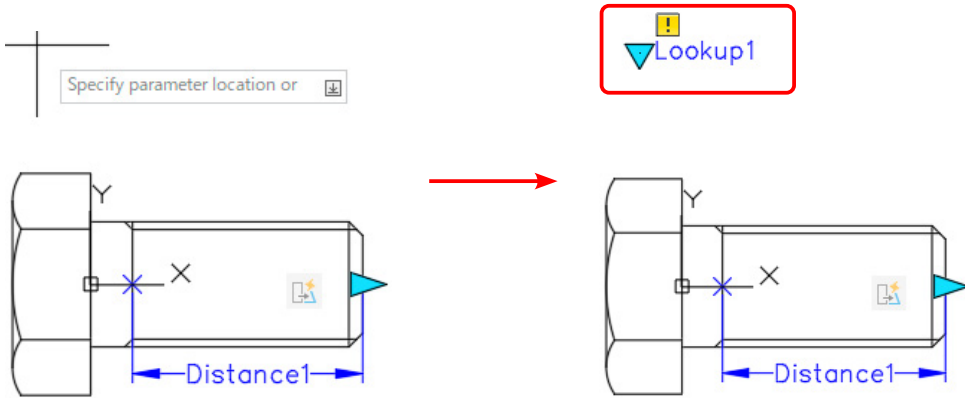 Specify parameter location or
!
Lookup1
Y
X
Distance1
Y
X
Distance1